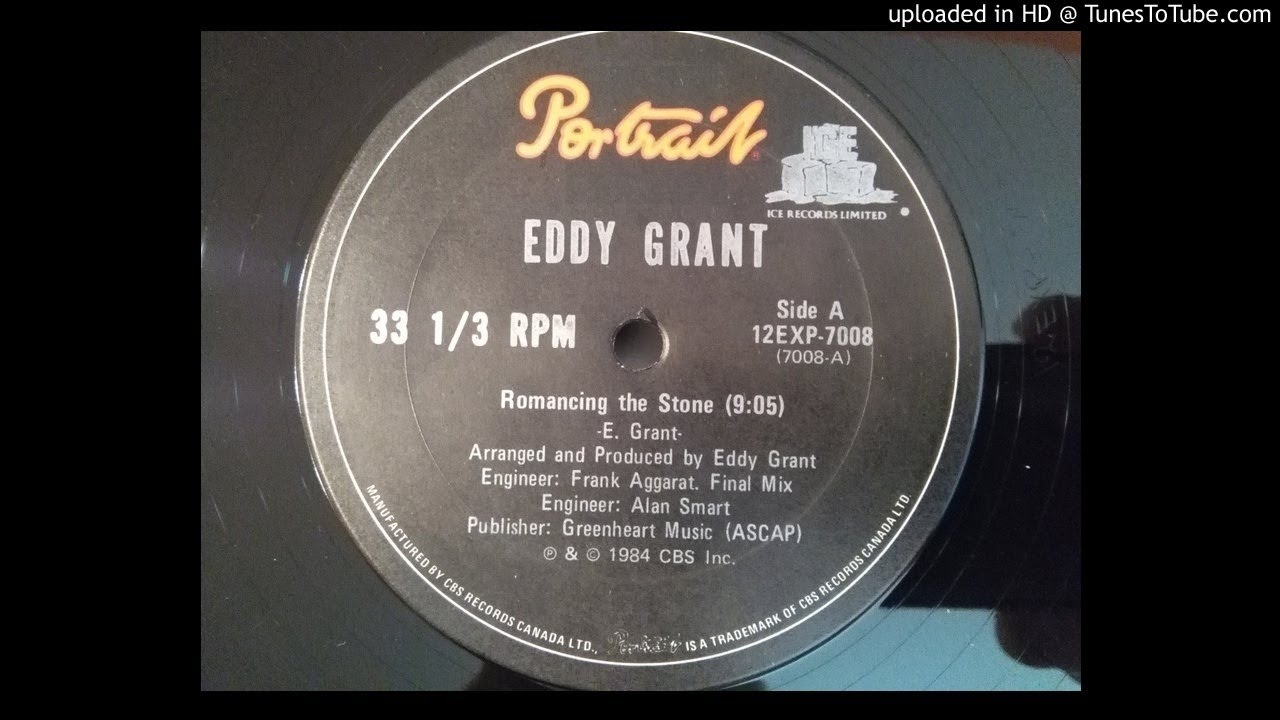 uploaded in HD @ TunesToTube.com
Portrait
ICE
ICE RECORDS LIMITED
EDDY GRANT
33 1/3 RPM
Side A
12EXP-7008
(7008-A)
Romancing the Stone (9:05)
-E. Grant-
Arranged and Produced by Eddy Grant
Engineer: Frank Aggarat. Final Mix
Engineer: Alan Smart
Publisher: Greenheart Music (ASCAP)
℗ & © 1984 CBS Inc.
MANUFACTURED BY CBS RECORDS CANADA LTD., Portrait IS A TRADEMARK OF CBS RECORDS CANADA LTD.